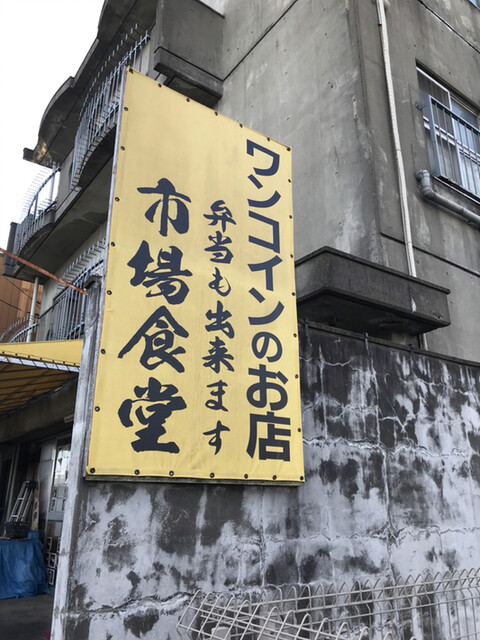 ワンコインのお店
弁当も出来ます
市場食堂